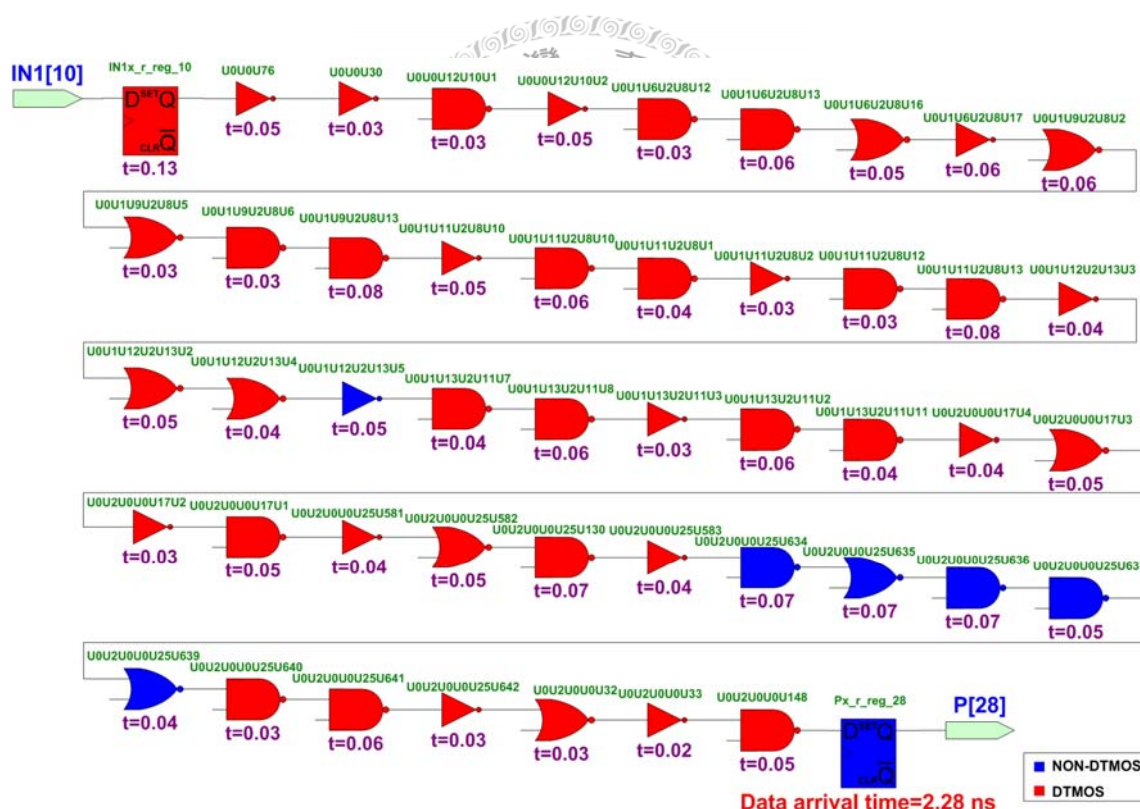 IN1[10]
IN1x_r_reg_10
U0U0U76
U0U0U30
U0U0U12U10U1
U0U0U12U10U2
U0U1U6U2U8U12
U0U1U6U2U8U13
U0U1U6U2U8U16
U0U1U6U2U8U17
U0U1U9U2U8U2
D SET Q
CLR Q
t=0.13
t=0.05
t=0.03
t=0.03
t=0.05
t=0.03
t=0.06
t=0.05
t=0.06
t=0.06
U0U1U9U2U8U5
U0U1U9U2U8U6
U0U1U9U2U8U13
U0U1U11U2U8U10
U0U1U11U2U8U10
U0U1U11U2U8U1
U0U1U11U2U8U2
U0U1U11U2U8U12
U0U1U11U2U8U13
U0U1U12U2U13U3
t=0.03
t=0.03
t=0.08
t=0.05
t=0.06
t=0.04
t=0.03
t=0.03
t=0.08
t=0.04
U0U1U12U2U13U2
U0U1U12U2U13U4
U0U1U12U2U13U5
U0U1U13U2U11U7
U0U1U13U2U11U8
U0U1U13U2U11U3
U0U1U13U2U11U2
U0U1U13U2U11U11
U0U2U0U0U17U4
U0U2U0U0U17U3
t=0.05
t=0.04
t=0.05
t=0.04
t=0.06
t=0.03
t=0.06
t=0.04
t=0.04
t=0.05
U0U2U0U0U17U2
U0U2U0U0U17U1
U0U2U0U0U25U581
U0U2U0U0U25U582
U0U2U0U0U25U130
U0U2U0U0U25U583
U0U2U0U0U25U634
U0U2U0U0U25U635
U0U2U0U0U25U636
t=0.03
t=0.05
t=0.04
t=0.05
t=0.07
t=0.04
t=0.07
t=0.07
t=0.07
t=0.05
U0U2U0U0U25U639
U0U2U0U0U25U640
U0U2U0U0U25U641
U0U2U0U0U25U642
U0U2U0U0U32
U0U2U0U0U33
U0U2U0U0U148
Px_r_reg_28
P[28]
t=0.04
t=0.03
t=0.06
t=0.03
t=0.03
t=0.02
t=0.05
D SET Q
CLR Q
Data arrival time=2.28 ns
NON-DTMOS
DTMOS